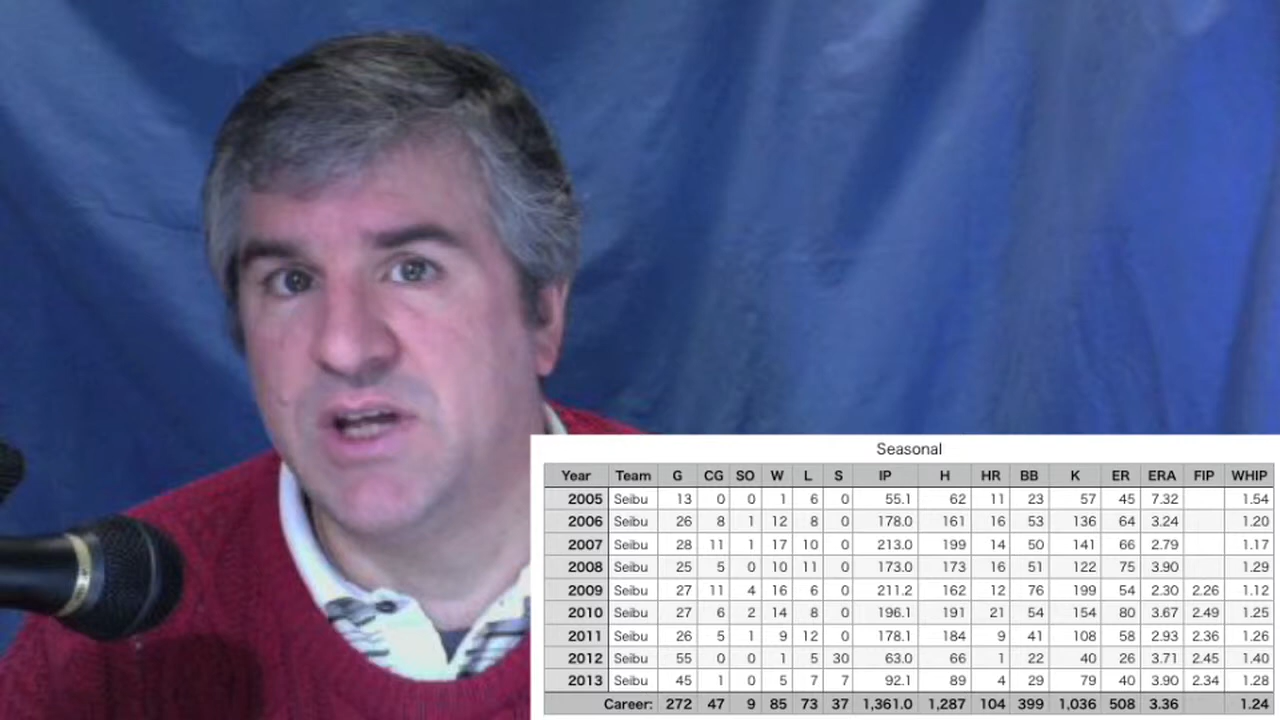 Seasonal
Year Team G CG SO W L S IP H HR BB K ER ERA FIP WHIP
2005 Seibu 13 0 0 1 6 0 55.1 62 11 23 57 45 7.32 1.54
2006 Seibu 26 8 1 12 8 0 178.0 161 16 53 136 64 3.24 1.20
2007 Seibu 28 11 1 17 10 0 213.0 199 14 50 141 66 2.79 1.17
2008 Seibu 25 5 0 10 11 0 173.0 173 16 51 122 75 3.90 1.29
2009 Seibu 27 11 4 16 6 0 211.2 162 12 76 199 54 2.30 2.26 1.12
2010 Seibu 27 6 2 14 8 0 196.1 191 21 54 154 80 3.67 2.49 1.25
2011 Seibu 26 5 1 9 12 0 178.1 184 9 41 108 58 2.93 2.36 1.26
2012 Seibu 55 0 0 1 5 30 63.0 66 1 22 40 26 3.71 2.45 1.40
2013 Seibu 45 1 0 5 7 7 92.1 89 4 29 79 40 3.90 2.34 1.28
Career: 272 47 9 85 73 37 1,361.0 1,287 104 399 1,036 508 3.36 1.24